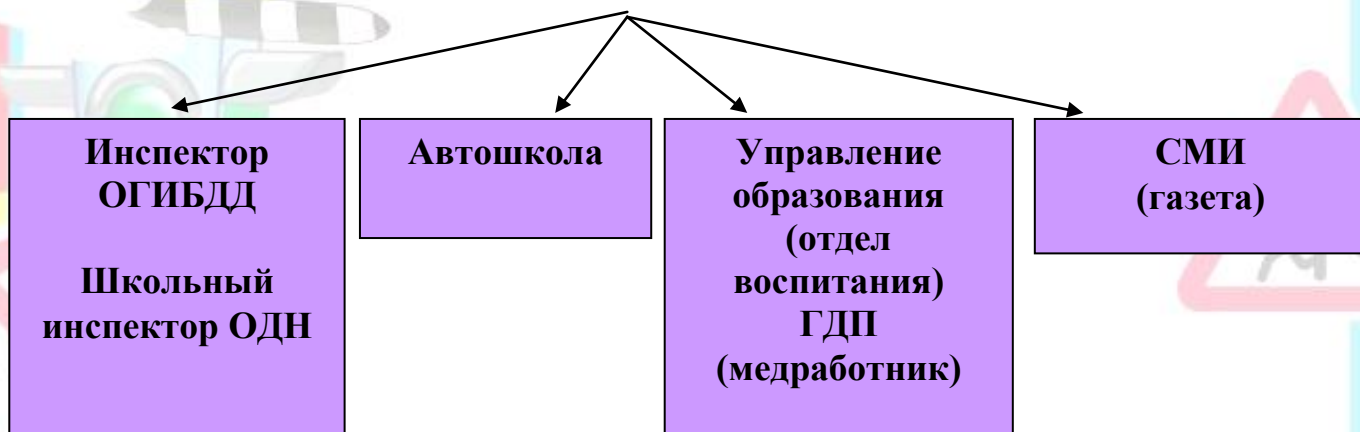 Инспектор
ОГИБДД
Школьный
инспектор ОДН
Автошкола
Управление
образования
(отдел
воспитания)
ГДП
(медработник)
СМИ
(газета)